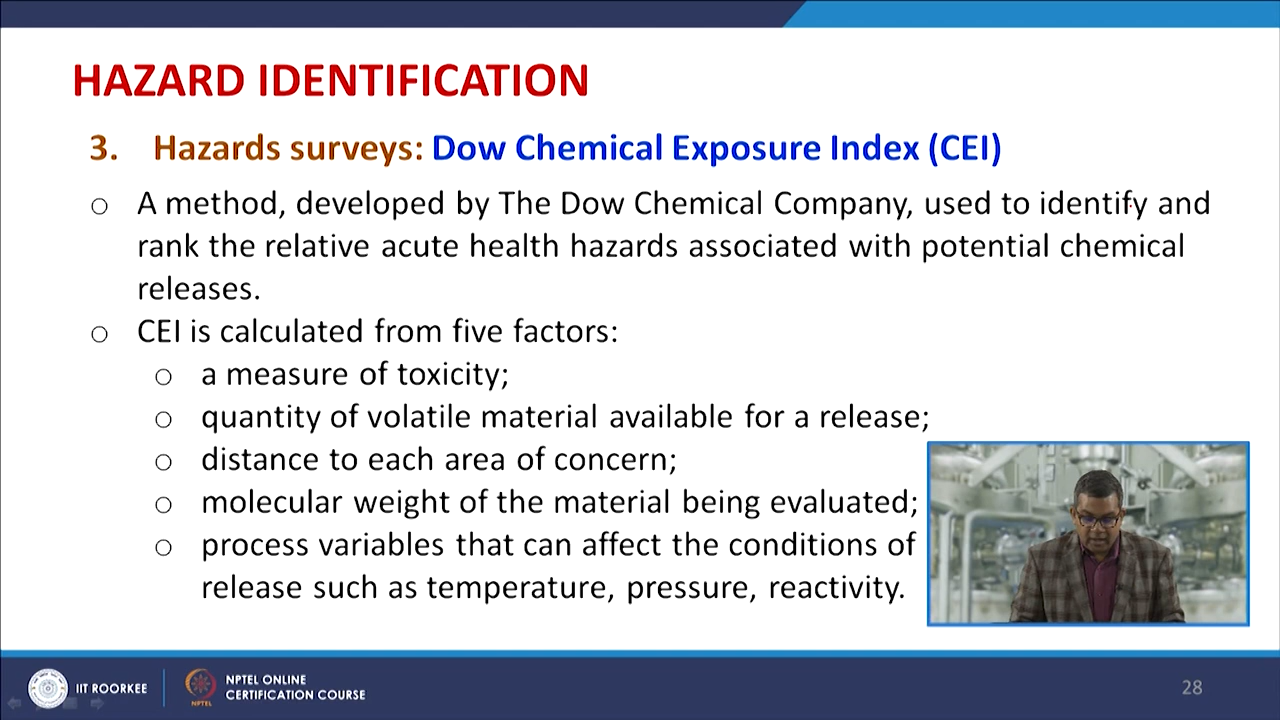 HAZARD IDENTIFICATION
3. Hazards surveys: Dow Chemical Exposure Index (CEI)
○ A method, developed by The Dow Chemical Company, used to identify and
rank the relative acute health hazards associated with potential chemical
releases.
○ CEI is calculated from five factors:
○ a measure of toxicity;
○ quantity of volatile material available for a release;
○ distance to each area of concern;
○ molecular weight of the material being evaluated;
○ process variables that can affect the conditions of
release such as temperature, pressure, reactivity.
IIT ROORKEE
NPTEL
NPTEL ONLINE
CERTIFICATION COURSE
28